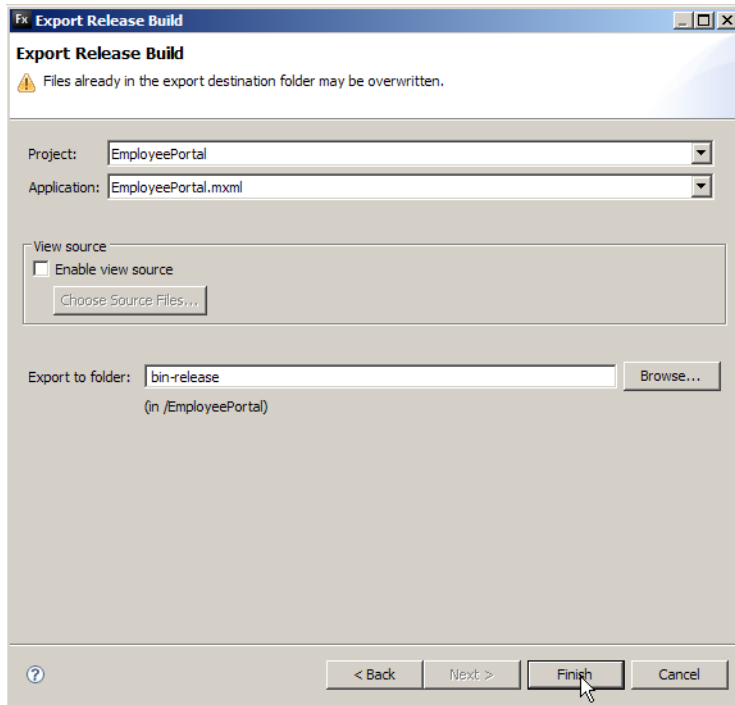 Fx Export Release Build
Export Release Build
Files already in the export destination folder may be overwritten.
Project: EmployeePortal
Application: EmployeePortal.mxml
View source
Enable view source
Choose Source Files...
Export to folder: bin-release Browse...
(in /EmployeePortal)
? < Back Next > Finish Cancel